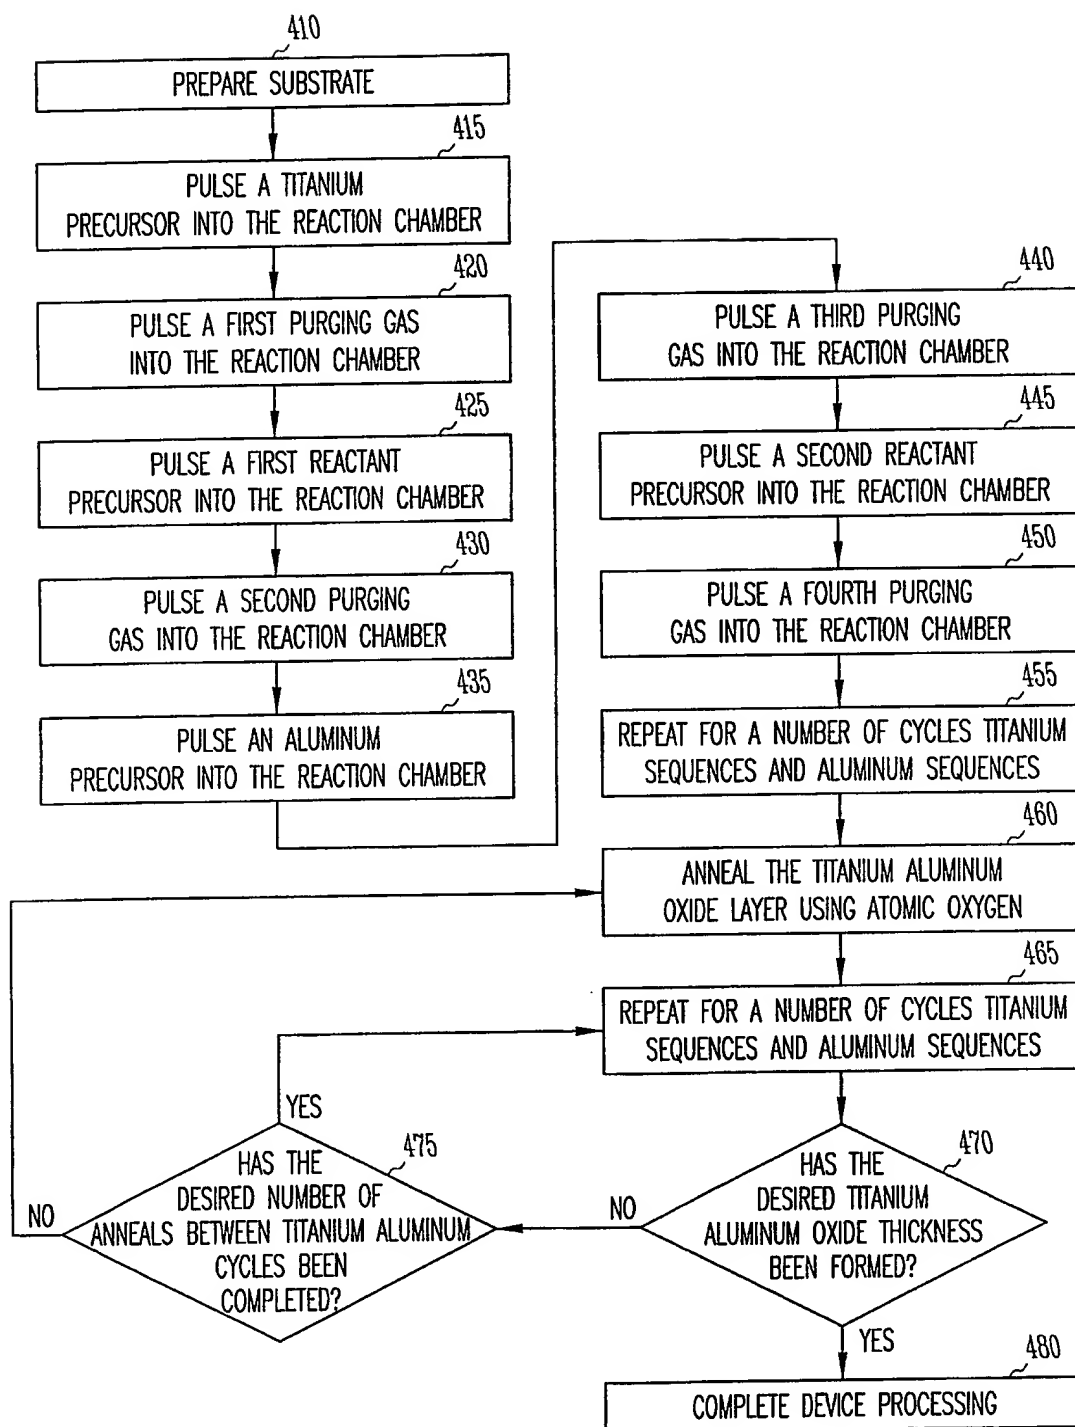 410
PREPARE SUBSTRATE
415
PULSE A TITANIUM
PRECURSOR INTO THE REACTION CHAMBER
420
PULSE A FIRST PURGING GAS
INTO THE REACTION CHAMBER
425
PULSE A FIRST REACTANT
PRECURSOR INTO THE REACTION CHAMBER
430
PULSE A SECOND PURGING
GAS INTO THE REACTION CHAMBER
435
PULSE AN ALUMINUM
PRECURSOR INTO THE REACTION CHAMBER
440
PULSE A THIRD PURGING
GAS INTO THE REACTION CHAMBER
445
PULSE A SECOND REACTANT
PRECURSOR INTO THE REACTION CHAMBER
450
PULSE A FOURTH PURGING
GAS INTO THE REACTION CHAMBER
455
REPEAT FOR A NUMBER OF CYCLES TITANIUM
SEQUENCES AND ALUMINUM SEQUENCES
460
ANNEAL THE TITANIUM ALUMINUM
OXIDE LAYER USING ATOMIC OXYGEN
465
REPEAT FOR A NUMBER OF CYCLES TITANIUM
SEQUENCES AND ALUMINUM SEQUENCES
470
HAS THE
DESIRED TITANIUM
ALUMINUM OXIDE THICKNESS
BEEN FORMED?
NO
YES
475
HAS THE
DESIRED NUMBER OF
ANNEALS BETWEEN TITANIUM ALUMINUM
CYCLES BEEN
COMPLETED?
YES
NO
480
COMPLETE DEVICE PROCESSING